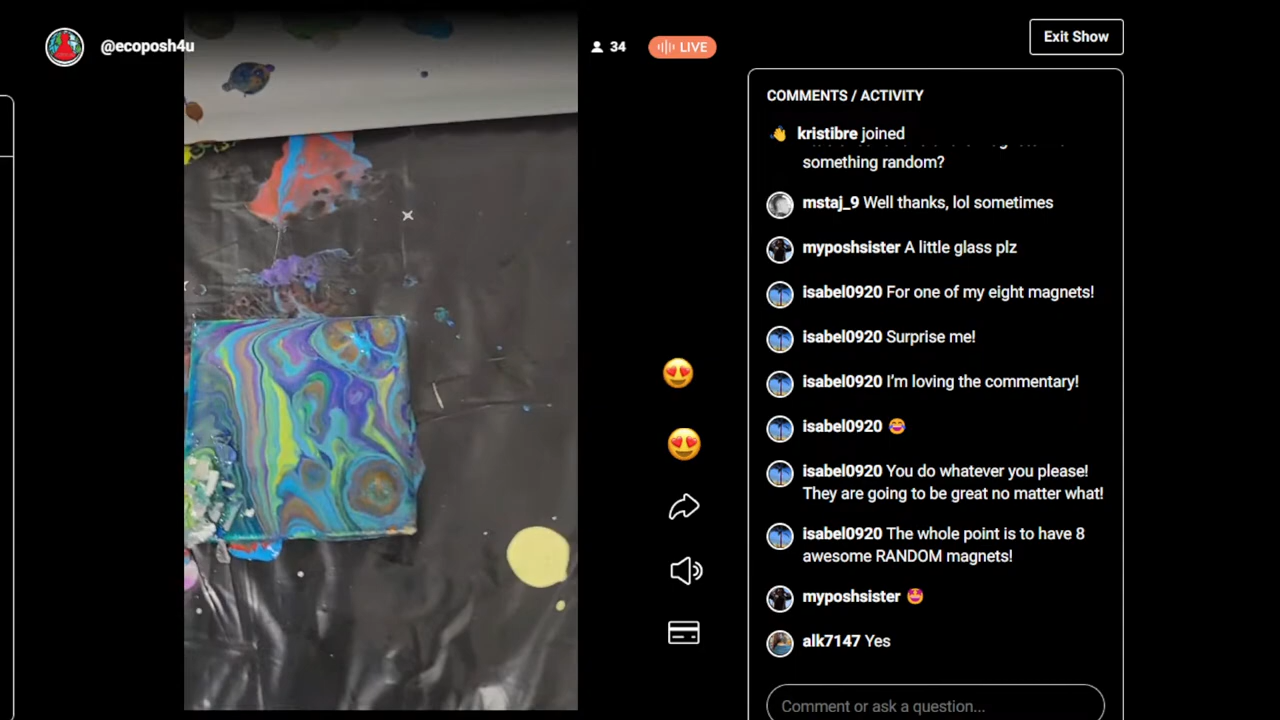 @ecoposh4u
34
LIVE
Exit Show
COMMENTS / ACTIVITY
kristibre joined
something random?
mstaj_9 Well thanks, lol sometimes
myposhsister A little glass plz
isabel0920 For one of my eight magnets!
isabel0920 Surprise me!
isabel0920 I'm loving the commentary!
isabel0920 😂
isabel0920 You do whatever you please!
They are going to be great no matter what!
isabel0920 The whole point is to have 8
awesome RANDOM magnets!
myposhsister 🤩
alk7147 Yes
Comment or ask a question...